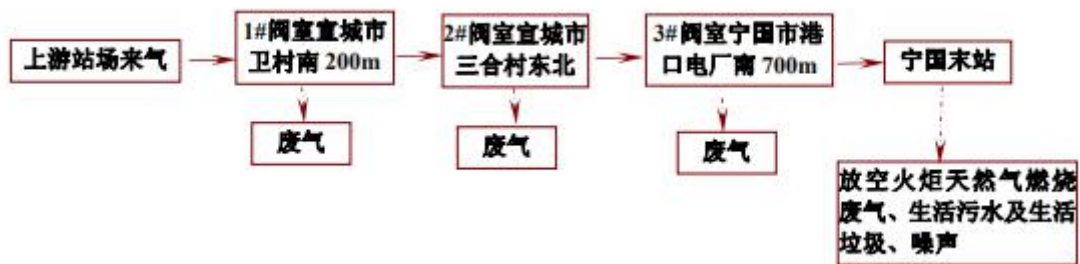 上游站场来气
1#阀室宣城市
卫村南 200m
2#阀室宣城市
三合村东北
3#阀室宁国市港
口电厂南 700m
宁国末站
废气
废气
废气
放空火炬天然气燃烧
废气、生活污水及生活
垃圾、噪声